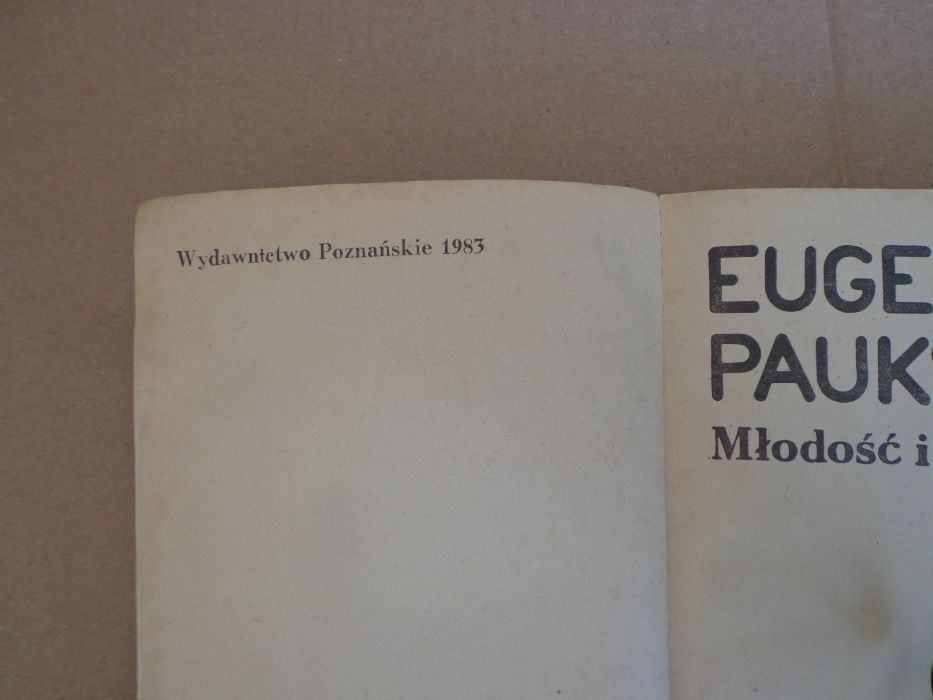 Wydawnictwo Poznańskie 1983
EUGE
PAUK
Młodość i